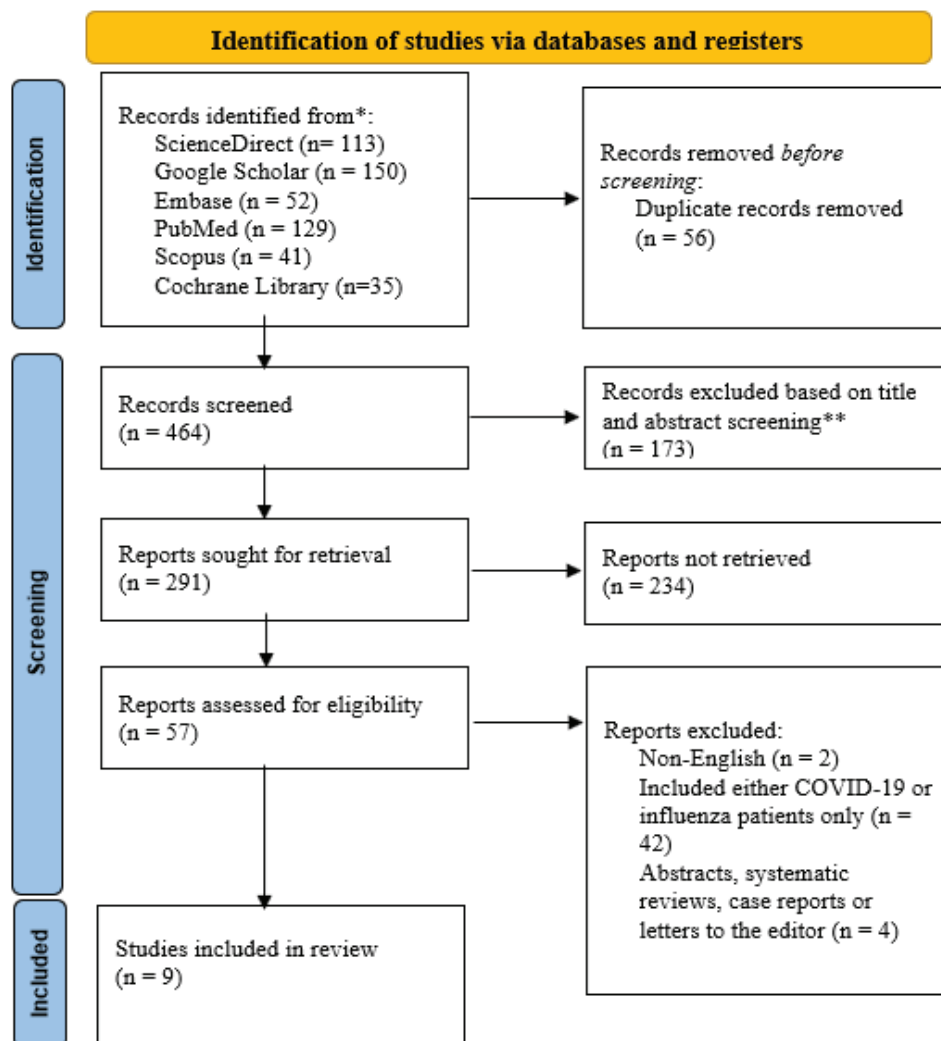 Identification of studies via databases and registers
Identification
Records identified from*:
ScienceDirect (n= 113)
Google Scholar (n = 150)
Embase (n = 52)
PubMed (n = 129)
Scopus (n = 41)
Cochrane Library (n=35)
Records removed before
screening:
Duplicate records removed
(n = 56)
Screening
Records screened
(n = 464)
Records excluded based on title
and abstract screening**
(n = 173)
Reports sought for retrieval
(n = 291)
Reports not retrieved
(n = 234)
Reports assessed for eligibility
(n = 57)
Reports excluded:
Non-English (n = 2)
Included either COVID-19 or
influenza patients only (n =
42)
Abstracts, systematic
reviews, case reports or
letters to the editor (n = 4)
Included
Studies included in review
(n = 9)